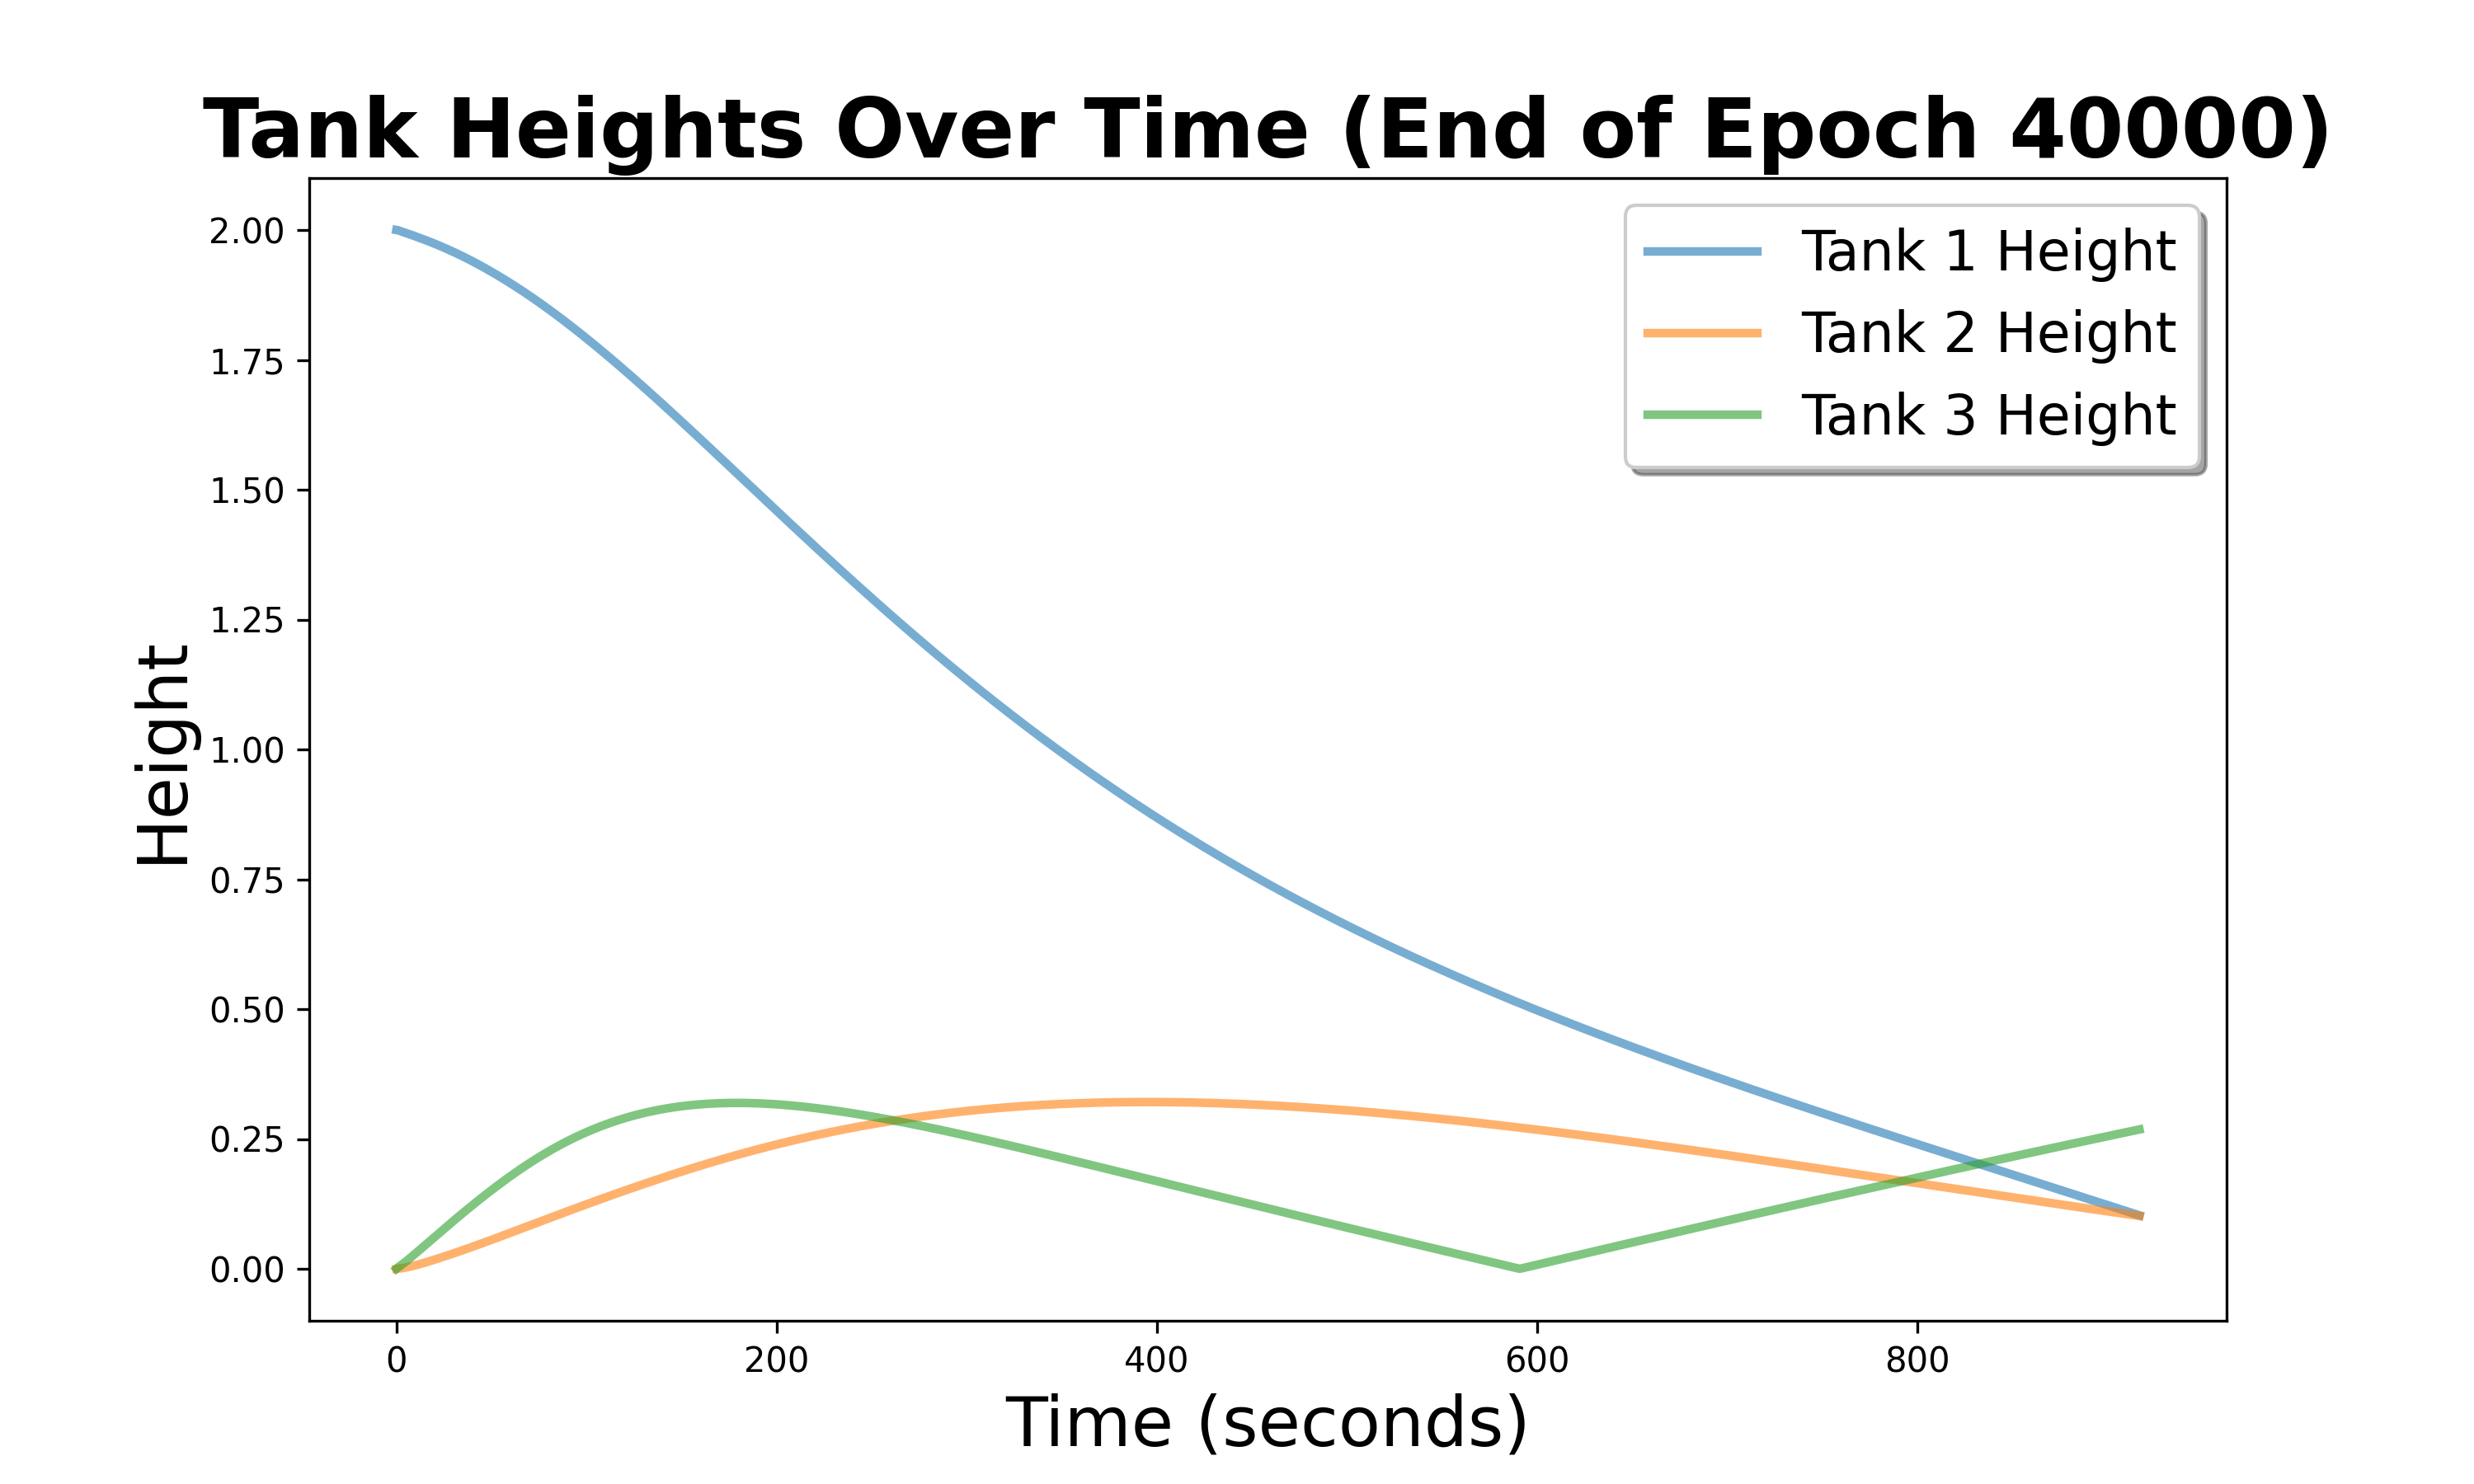 Tank Heights Over Time (End of Epoch 40000)
Tank 1 Height
Tank 2 Height
Tank 3 Height
Height
2.00
1.75
1.50
1.25
1.00
0.75
0.50
0.25
0.00
0 200 400 600 800
Time (seconds)